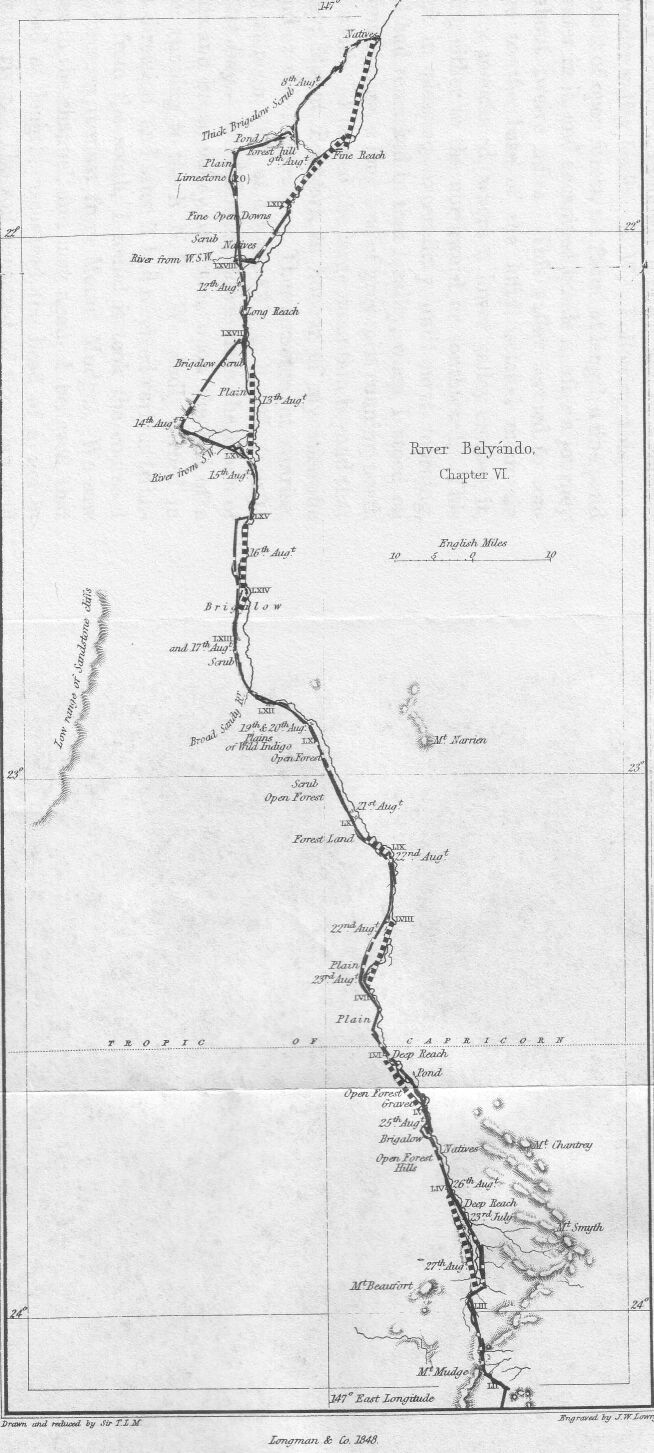 147°
Natives
8th Augt
Thick Brigalow Scrub
Pond
Forest hill
Plain
9th Augt
Fine Reach
Limestone (20)
LXIX
Fine Open Downs
22°
22°
Scrub
Natives
River from W.S.W.
LXVIII
12th Augt
Long Reach
LXVII
Brigalow Scrub
Plain
13th Augt
14th Augt
River from S.W.
15th Augt
River Belyándo,
Chapter VI.
LXV
16th Augt
English Miles
10 5 0 10
LXIV
Brigalow
LXIII
and 17th Augt
Scrub
Low range of Sandstone cliffs
Broad Sandy Rr
LXII
19th & 20th Aug.
Plains
of Wild Indigo
Open Forest
Mt Narrien
23°
23°
Scrub
Open Forest
21st Augt
LX
Forest Land
LIX
22nd Augt
LVIII
22nd Augt
Plain
23rd Augt
LVII
Plain
TROPIC OF CAPRICORN
LVI
Deep Reach
Pond
Open Forest
Gravel
LV
25th Augt
Brigalow
Natives
Mt Chantrey
Open Forest
Hills
26th Augt
LIV
Deep Reach
23rd July
Mt Smyth
27th Augt
Mt Beaufort
24°
24°
LIII
Mt Mudge
LII
147° East Longitude
Drawn and reduced by Sir T.L.M.
Engraved by J.W. Lowry
Longman & Co. 1848.